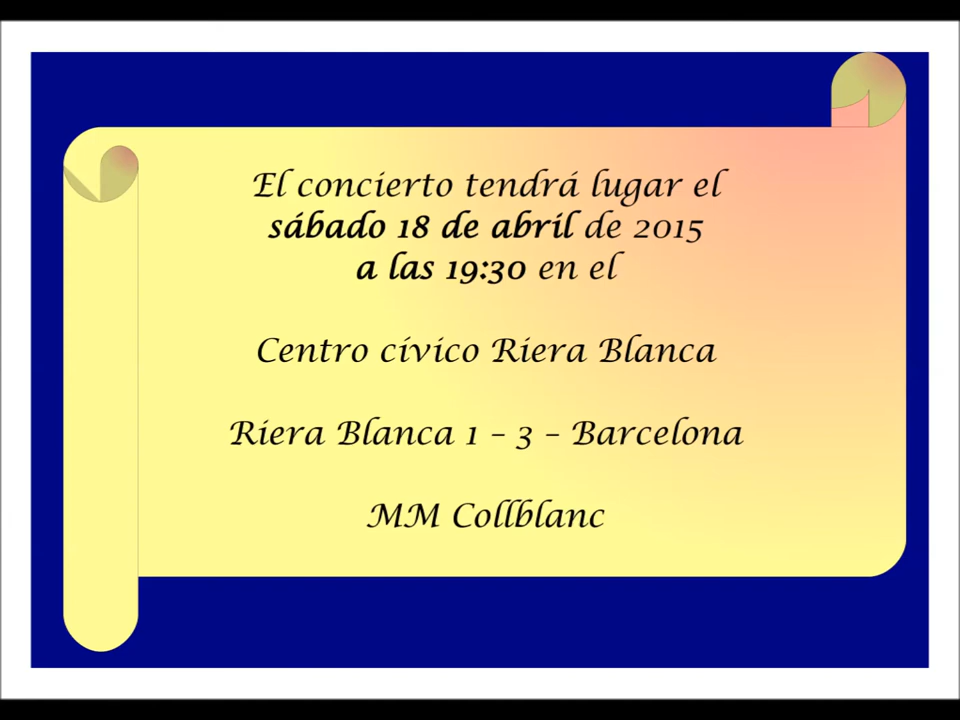 El concierto tendrá lugar el
sábado 18 de abril de 2015
a las 19:30 en el
Centro cívico Riera Blanca
Riera Blanca 1 – 3 – Barcelona
MM Collblanc